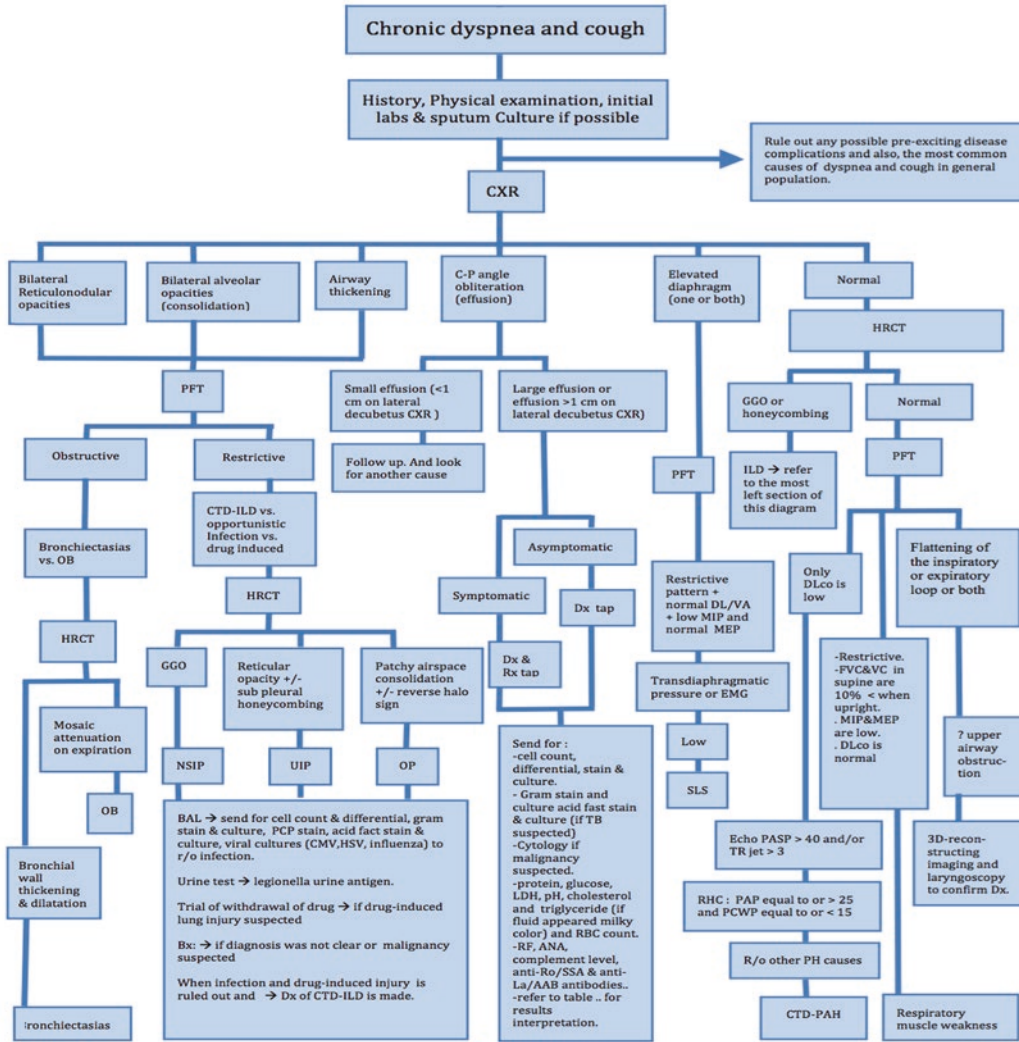 Chronic dyspnea and cough
History, Physical examination, initial
labs & sputum Culture if possible
Rule out any possible pre-exciting disease
complications and also, the most common
causes of dyspnea and cough in general
population.
CXR
Bilateral
Reticulonodular
opacities
Bilateral alveolar
opacities
(consolidation)
Airway
thickening
C-P angle
obliteration
(effusion)
Elevated
diaphragm
(one or both)
Normal
HRCT
PFT
Small effusion (<1
cm on lateral
decubetus CXR )
Large effusion or
effusion >1 cm on
lateral decubetus CXR)
GGO or
honeycombing
Normal
Obstructive
Restrictive
Follow up. And look
for another cause
PFT
ILD → refer
to the most
left section of
this diagram
PFT
Bronchiectasias
vs. OB
CTD-ILD vs.
opportunistic
Infection vs.
drug induced
Symptomatic
Asymptomatic
Restrictive
pattern +
normal DL/VA
+ low MIP and
normal MEP
Only
DLco is
low
Flattening of
the inspiratory
or expiratory
loop or both
HRCT
HRCT
Dx & 
Rx tap
Dx tap
GGO
Reticular
opacity +/-
sub pleural
honeycombing
Patchy airspace
consolidation
+/- reverse halo
sign
Transdiaphragmatic
pressure or EMG
-Restrictive.
-FVC&VC in
supine are
10% < when
upright.
. MIP&MEP
are low.
. DLco is
normal
Mosaic
attenuation
on expiration
NSIP
UIP
OP
Low
? upper
airway
obstruc-
tion
OB
SLS
Bronchial
wall
thickening
& dilatation
BAL → send for cell count & differential, gram
stain & culture, PCP stain, acid fact stain &
culture, viral cultures (CMV,HSV, influenza) to
r/o infection.
Urine test → legionella urine antigen.
Trial of withdrawal of drug → if drug-induced
lung injury suspected
Bx: → if diagnosis was not clear or malignancy
suspected
When infection and drug-induced injury is
ruled out and → Dx of CTD-ILD is made.
Send for :
-cell count,
differential, stain &
culture.
- Gram stain and
culture acid fast stain
& culture (if TB
suspected)
-Cytology if
malignancy
suspected.
-protein, glucose,
LDH, pH, cholesterol
and triglyceride (if
fluid appeared milky
color) and RBC count.
-RF, ANA,
complement level,
anti-Ro/SSA & anti-
La/AAB antibodies..
-refer to table .. for
results
interpretation.
Echo PASP > 40 and/or
TR jet > 3
3D-recon-
structing
imaging and
laryngoscopy
to confirm Dx.
RHC : PAP equal to or > 25
and PCWP equal to or < 15
R/o other PH causes
CTD-PAH
Respiratory
muscle weakness
ronchiectasias